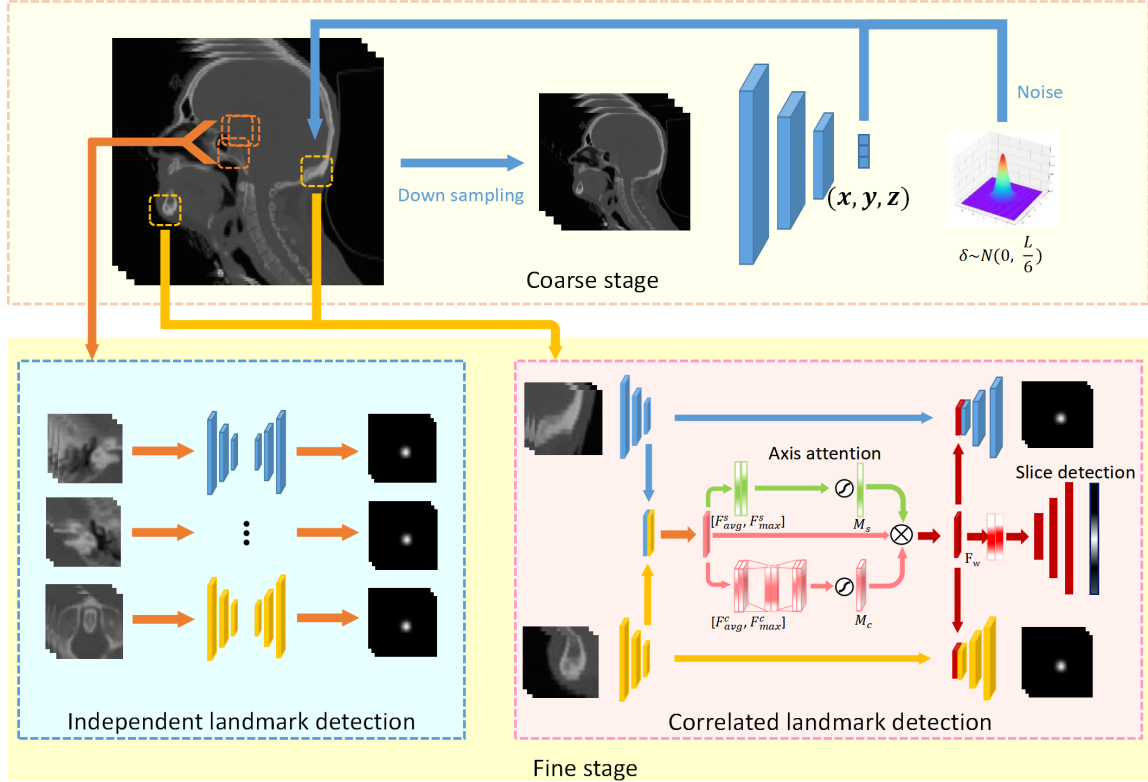 Noise
Down sampling
(x, y, z)
δ~N(0, L/6)
Coarse stage
Axis attention
Slice detection
[F^s_avg, F^s_max]
M_s
F_w
[F^c_avg, F^c_max]
M_c
Independent landmark detection
Correlated landmark detection
Fine stage